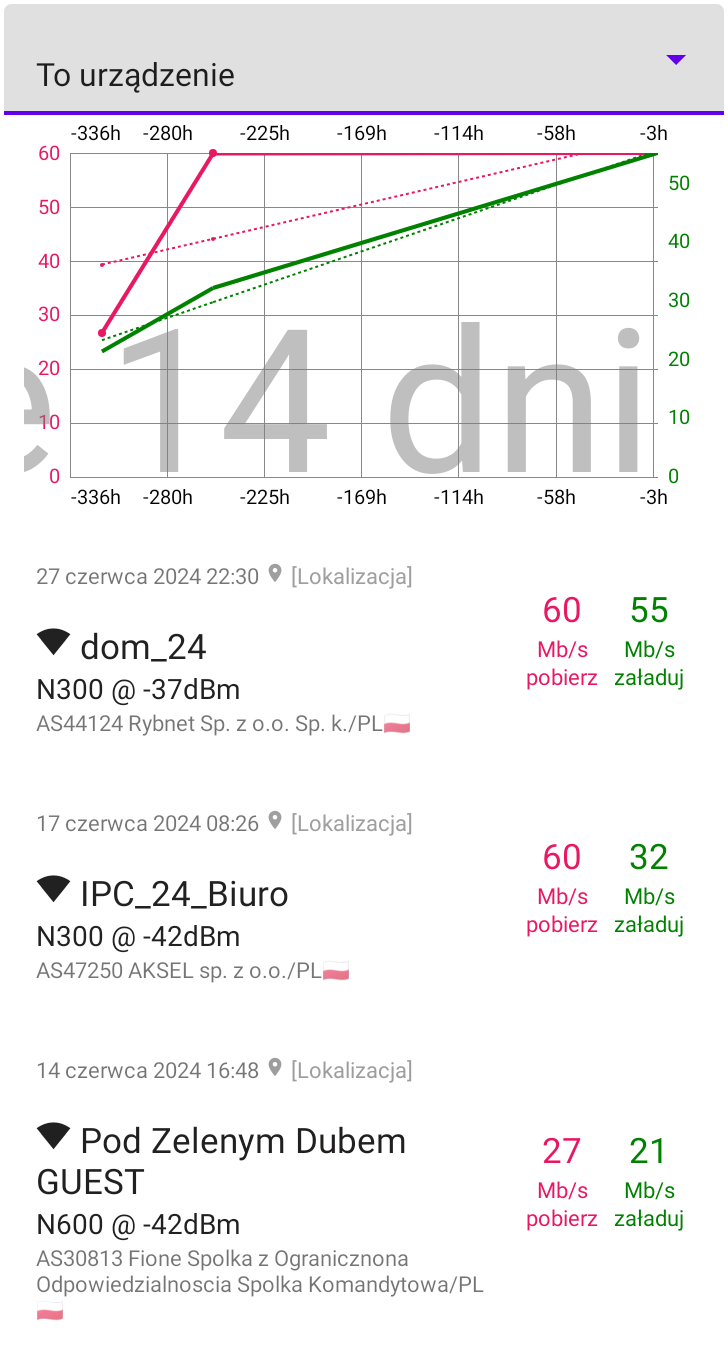 To urządzenie
-336h -280h -225h -169h -114h -58h -3h
60
50 50
40 40
30 30
20 20
10 10
0 0
e 14 dni
-336h -280h -225h -169h -114h -58h -3h
27 czerwca 2024 22:30 [Lokalizacja]
60 55
dom_24
Mb/s Mb/s
N300 @ -37dBm
pobierz załaduj
AS44124 Rybnet Sp. z o.o. Sp. k./PL
17 czerwca 2024 08:26 [Lokalizacja]
60 32
IPC_24_Biuro
Mb/s Mb/s
N300 @ -42dBm
pobierz załaduj
AS47250 AKSEL sp. z o.o./PL
14 czerwca 2024 16:48 [Lokalizacja]
Pod Zelenym Dubem
27 21
GUEST
Mb/s Mb/s
N600 @ -42dBm
pobierz załaduj
AS30813 Fione Spolka z Ogranicznona
Odpowiedzialnoscia Spolka Komandytowa/PL